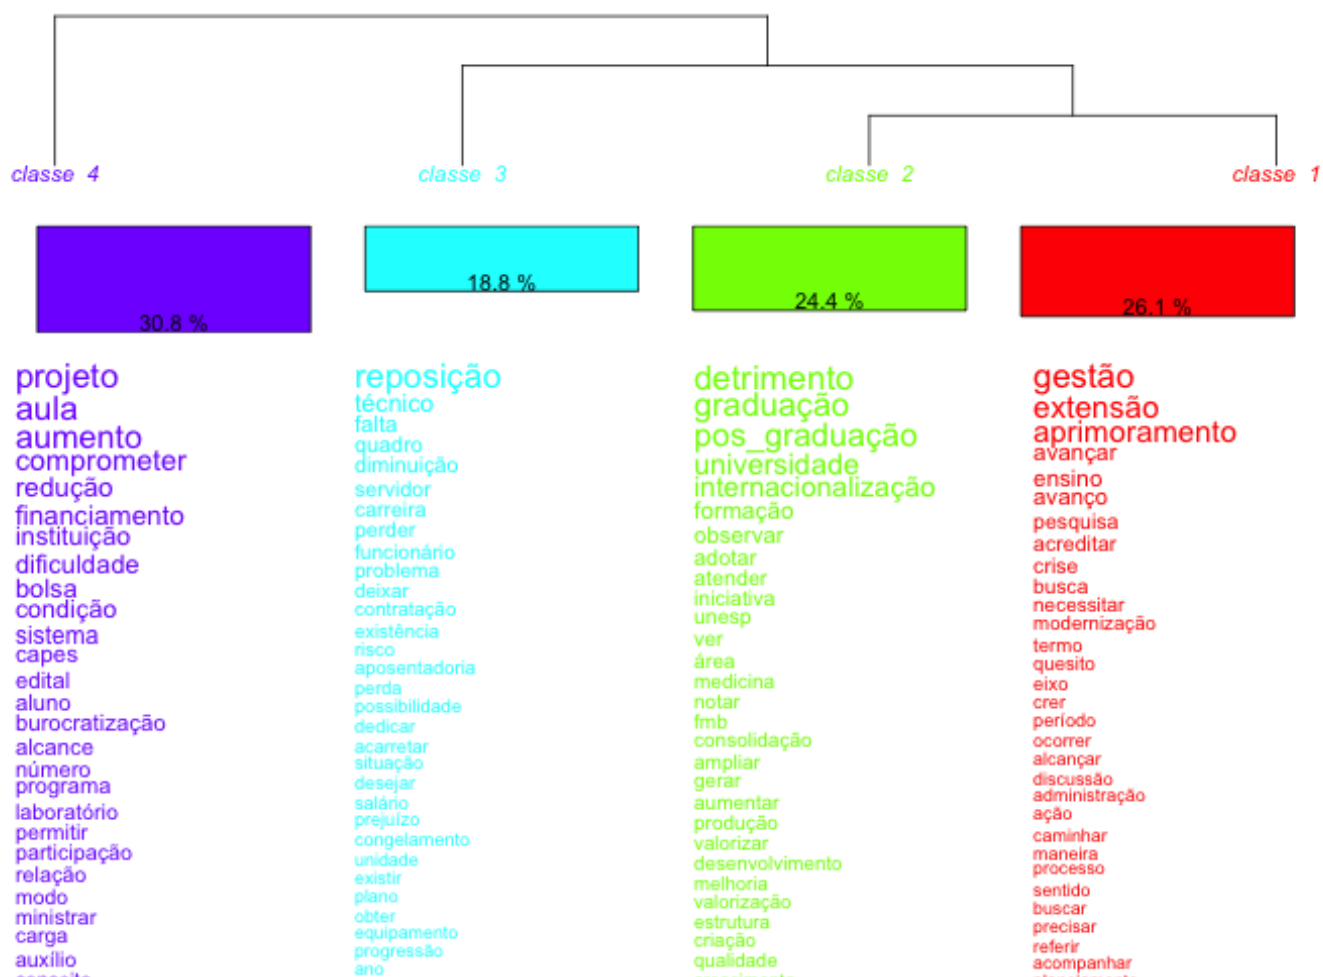 classe 4
classe 3
classe 2
classe 1
30.8 %
18.8 %
24.4 %
26.1 %
projeto
aula
aumento
comprometer
redução
financiamento
instituição
dificuldade
bolsa
condição
sistema
capes
edital
aluno
burocratização
alcance
número
programa
laboratório
permitir
participação
relação
modo
ministrar
carga
auxílio
reposição
técnico
falta
quadro
diminuição
servidor
carreira
perder
funcionário
problema
deixar
contratação
existência
risco
aposentadoria
perda
possibilidade
dedicar
acarretar
situação
desejar
salário
prejuízo
congelamento
unidade
existir
plano
obter
equipamento
progressão
ano
detrimento
graduação
pos_graduação
universidade
internacionalização
formação
observar
adotar
atender
iniciativa
unesp
ver
área
medicina
notar
fmb
consolidação
ampliar
gerar
aumentar
produção
valorizar
desenvolvimento
melhoria
valorização
estrutura
criação
qualidade
gestão
extensão
aprimoramento
avançar
ensino
avanço
pesquisa
acreditar
crise
busca
necessitar
modernização
termo
quesito
eixo
crer
período
ocorrer
alcançar
discussão
administração
ação
caminhar
maneira
processo
sentido
buscar
precisar
referir
acompanhar